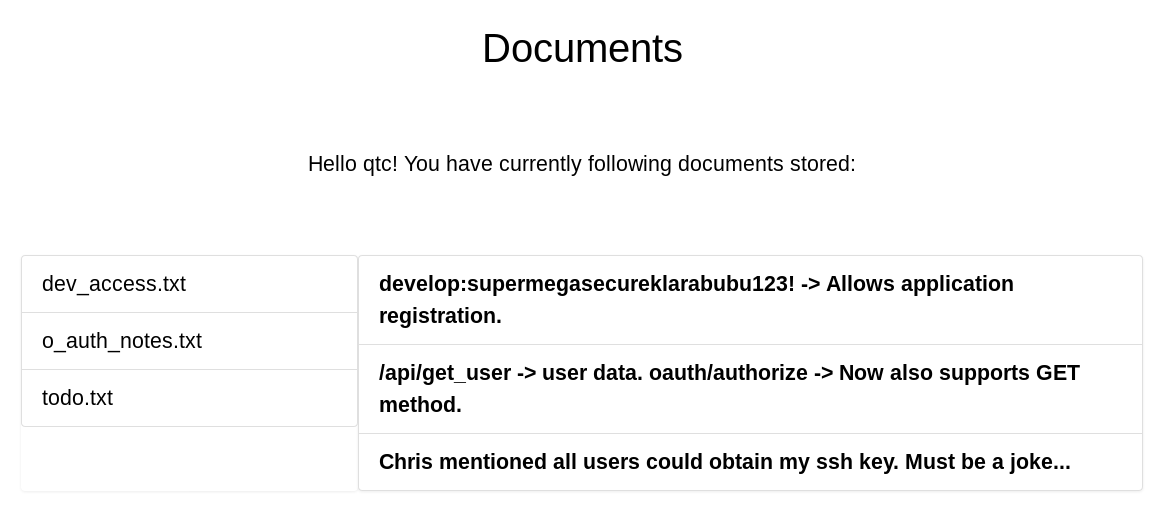 Documents
Hello qtc! You have currently following documents stored:
dev_access.txt
develop:supermegasecureklarabubu123! -> Allows application
registration.
o_auth_notes.txt
/api/get_user -> user data. oauth/authorize -> Now also supports GET
method.
todo.txt
Chris mentioned all users could obtain my ssh key. Must be a joke...